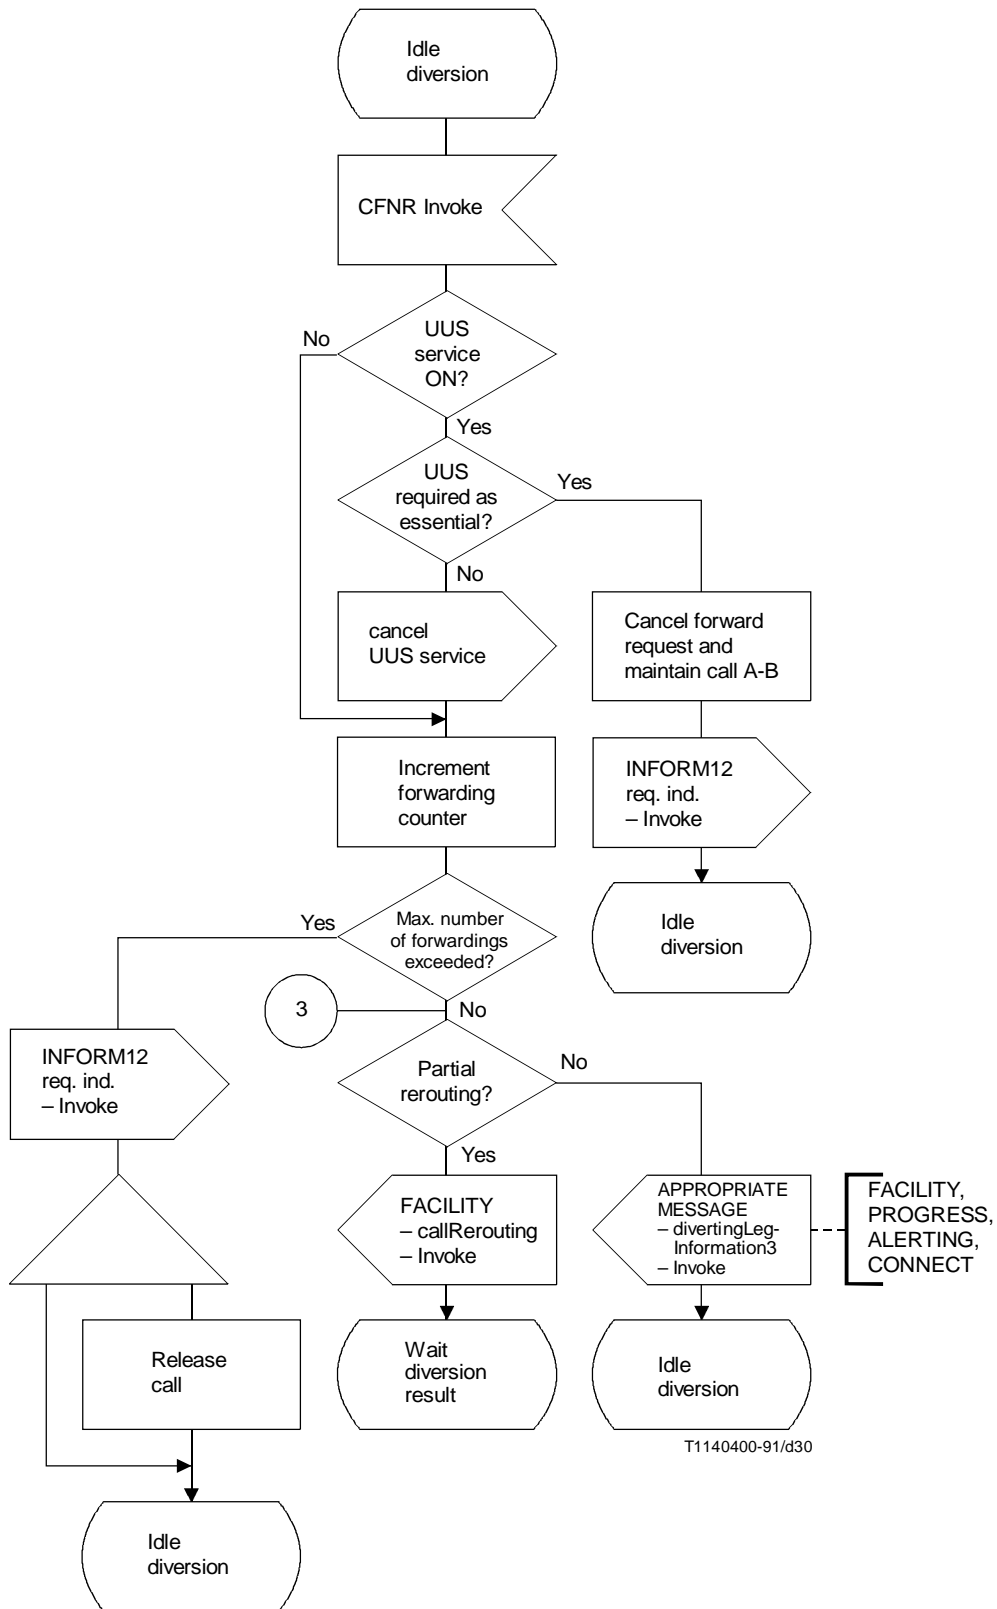 Idle
diversion
CFNR Invoke
No
UUS
service
ON?
Yes
UUS
required as
essential?
Yes
No
cancel
UUS service
Cancel forward
request and
maintain call A-B
Increment
forwarding
counter
INFORM12
req. ind.
– Invoke
Yes
Max. number
of forwardings
exceeded?
Idle
diversion
3
No
INFORM12
req. ind.
– Invoke
Partial
rerouting?
No
Yes
FACILITY
– callRerouting
– Invoke
APPROPRIATE
MESSAGE
– divertingLeg-
Information3
– Invoke
FACILITY,
PROGRESS,
ALERTING,
CONNECT
Release
call
Wait
diversion
result
Idle
diversion
T1140400-91/d30
Idle
diversion